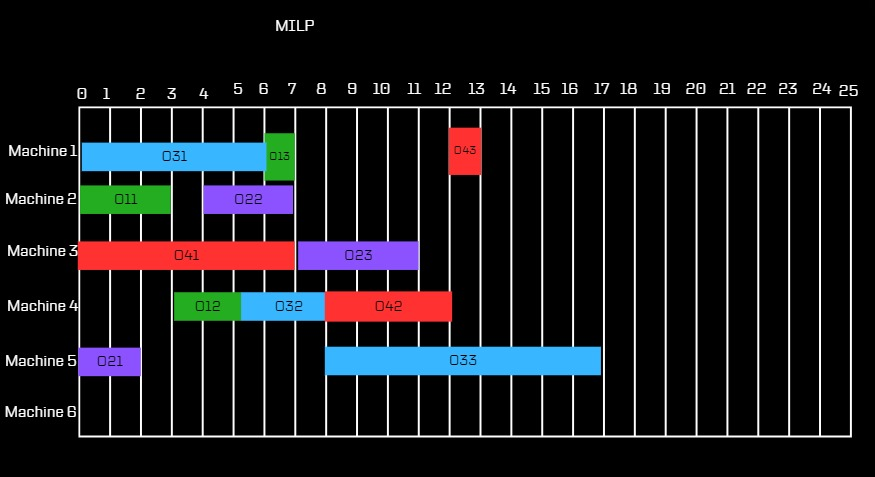 MILP
0 1 2 3 4 5 6 7 8 9 10 11 12 13 14 15 16 17 18 19 20 21 22 23 24 25
Machine 1 O31 O13 O43
Machine 2 O11 O22
Machine 3 O41 O23
Machine 4 O12 O32 O42
Machine 5 O21 O33
Machine 6